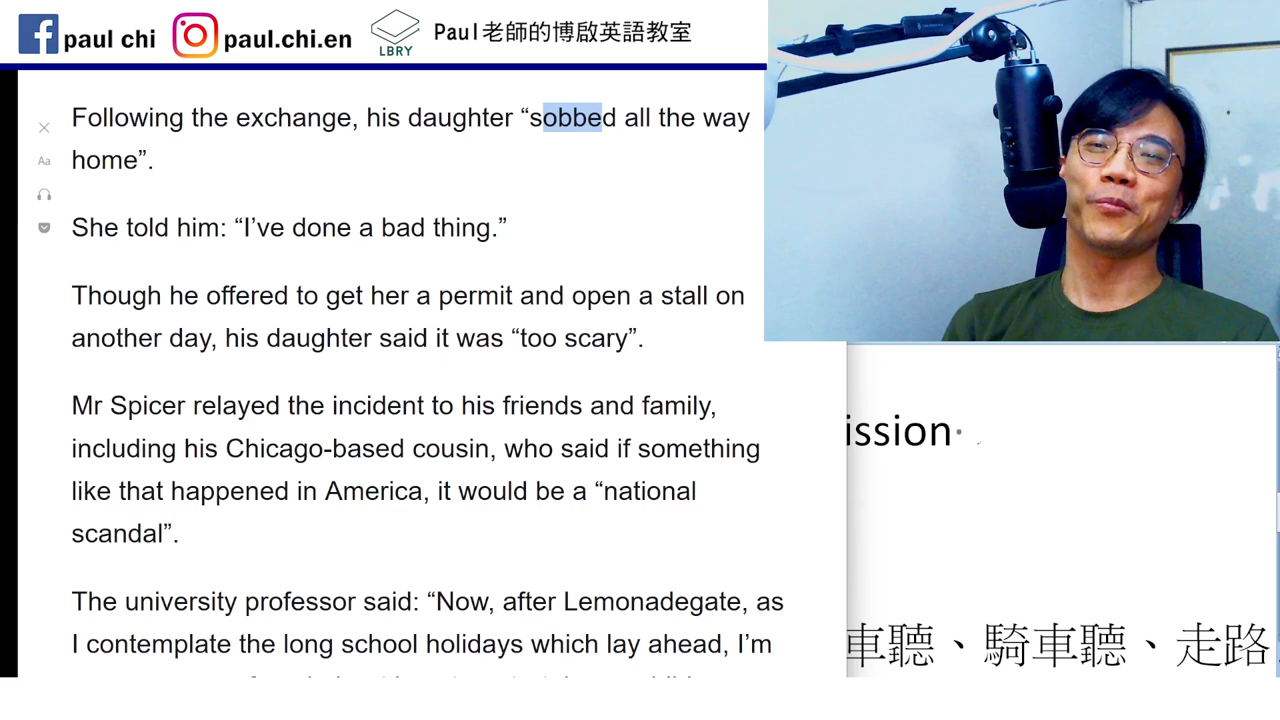 paul chi
paul.chi.en
LBRY
Paul老師的博啟英語教室
Following the exchange, his daughter “sobbed all the way
home”.
Aa
She told him: “I’ve done a bad thing.”
Though he offered to get her a permit and open a stall on
another day, his daughter said it was “too scary”.
Mr Spicer relayed the incident to his friends and family,
including his Chicago-based cousin, who said if something
like that happened in America, it would be a “national
scandal”.
The university professor said: “Now, after Lemonadegate, as
I contemplate the long school holidays which lay ahead, I’m
ission
車聽、騎車聽、走路